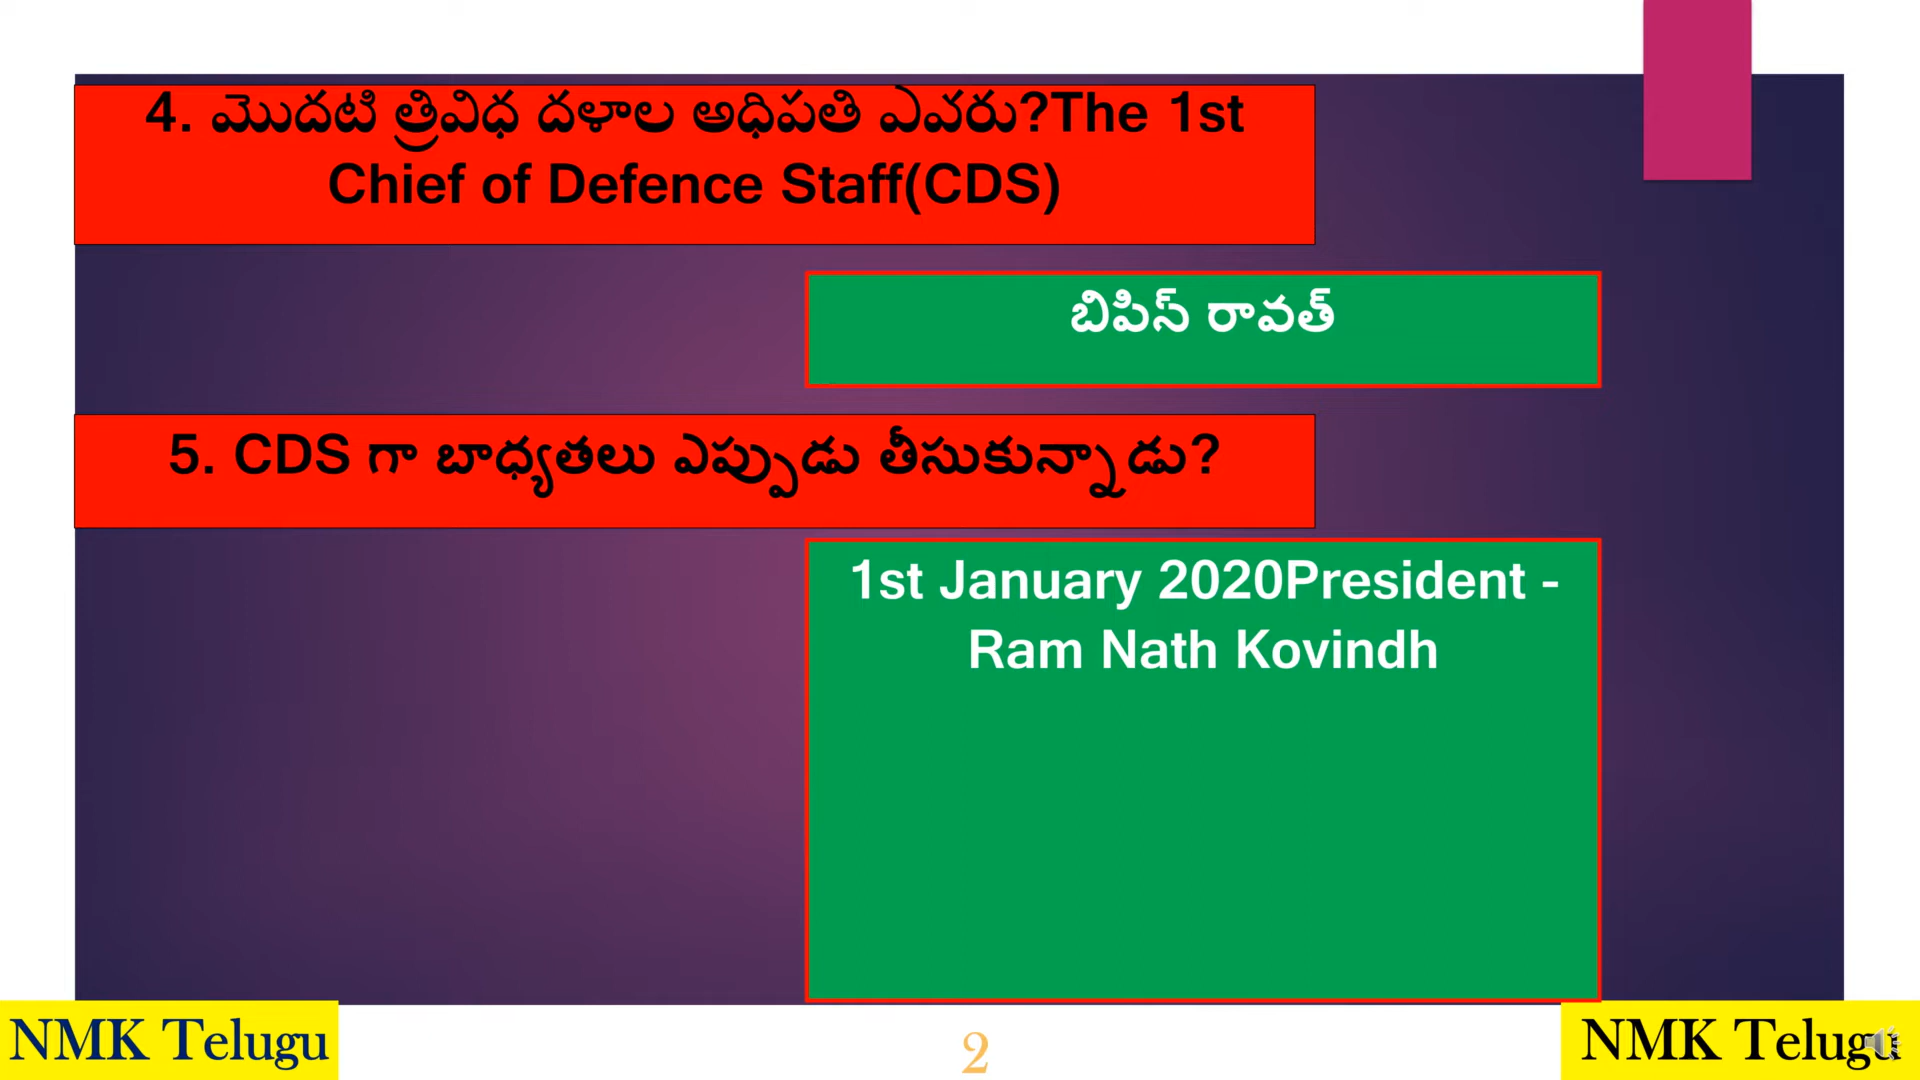 4. మొదటి త్రివిధ దళాల అధిపతి ఎవరు?The 1st
Chief of Defence Staff(CDS)
బిపిన్ రావత్
5. CDS గా బాధ్యతలు ఎప్పుడు తీసుకున్నాడు?
1st January 2020President -
Ram Nath Kovindh
NMK Telugu
2
NMK Telugu